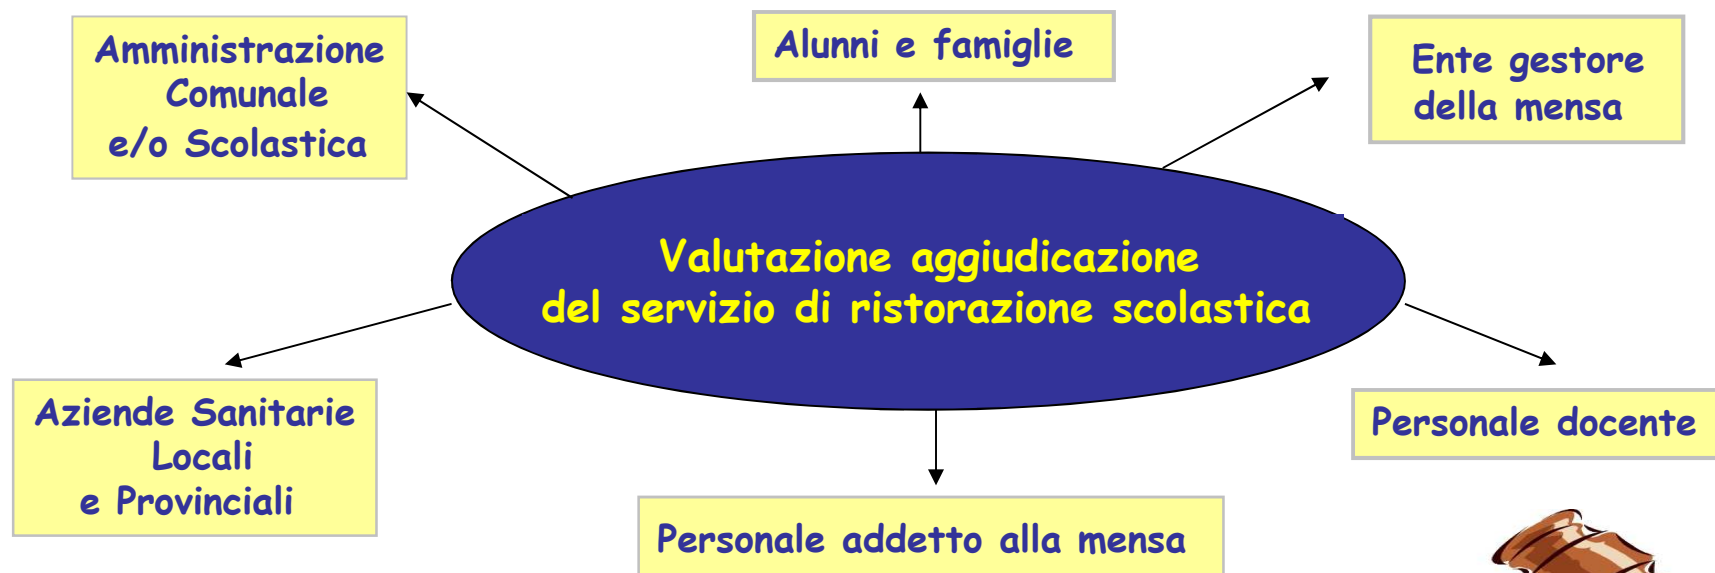 Amministrazione
Comunale
e/o Scolastica
Alunni e famiglie
Ente gestore
della mensa
Valutazione aggiudicazione
del servizio di ristorazione scolastica
Aziende Sanitarie
Locali
e Provinciali
Personale addetto alla mensa
Personale docente